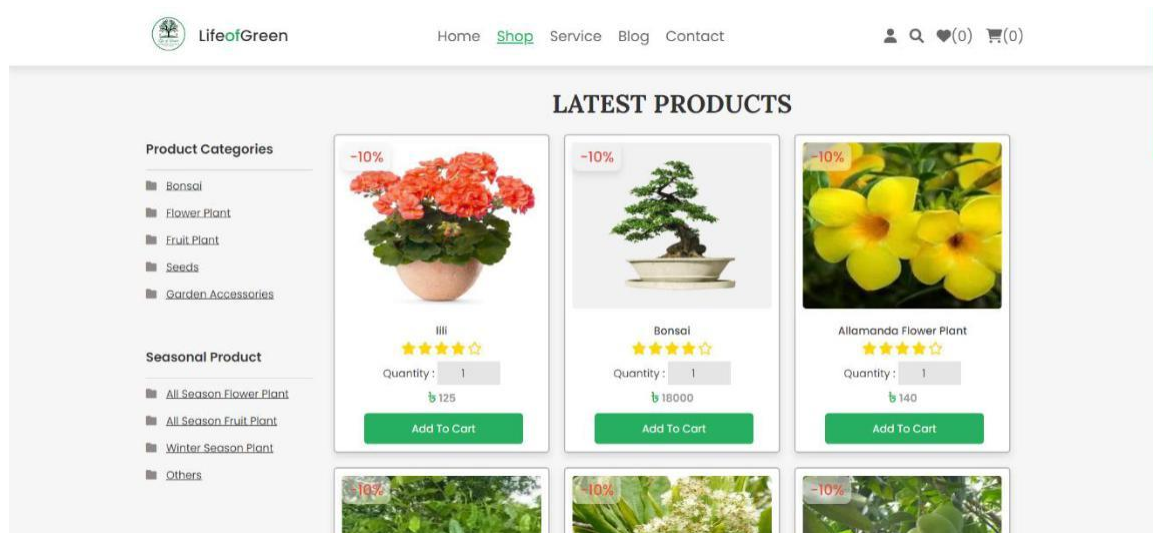 LifeofGreen
Home Shop Service Blog Contact
(0) (0)
LATEST PRODUCTS
Product Categories
Bonsai
Flower Plant
Fruit Plant
Seeds
Garden Accessories
Seasonal Product
All Season Flower Plant
All Season Fruit Plant
Winter Season Plant
Others
-10%
lili
Quantity : 1
৳ 125
Add To Cart
-10%
Bonsai
Quantity : 1
৳ 18000
Add To Cart
-10%
Allamanda Flower Plant
Quantity : 1
৳ 140
Add To Cart
-10%
-10%
-10%